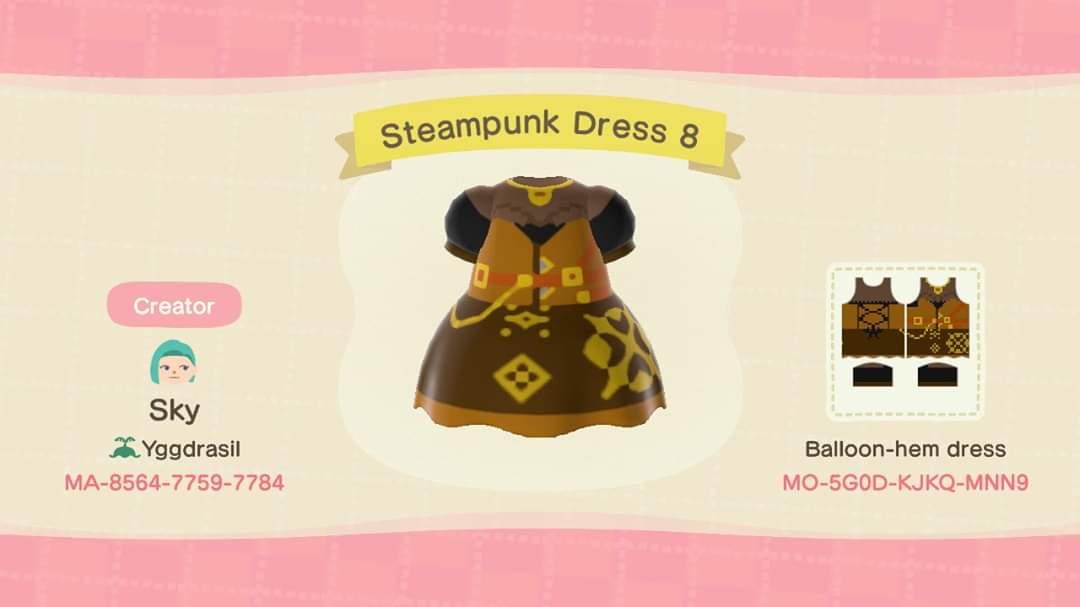 Steampunk Dress 8
Creator
Sky
Yggdrasil
MA-8564-7759-7784
Balloon-hem dress
MO-5G0D-KJKQ-MNN9